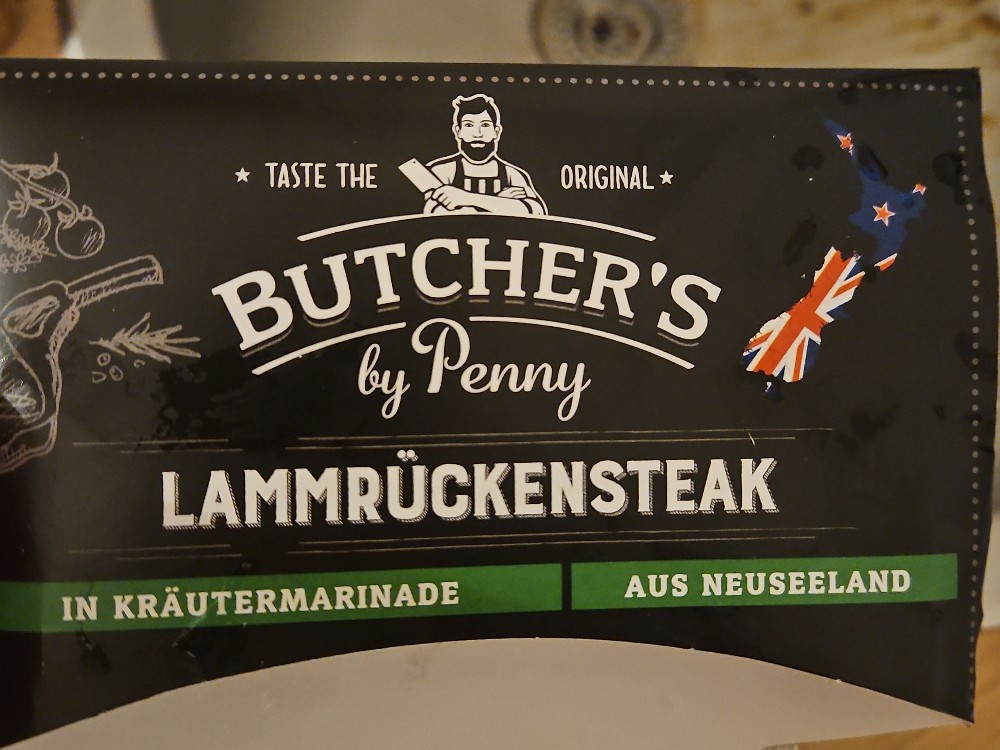 TASTE THE ORIGINAL
BUTCHER'S
by Penny
LAMMRÜCKENSTEAK
IN KRÄUTERMARINADE AUS NEUSEELAND